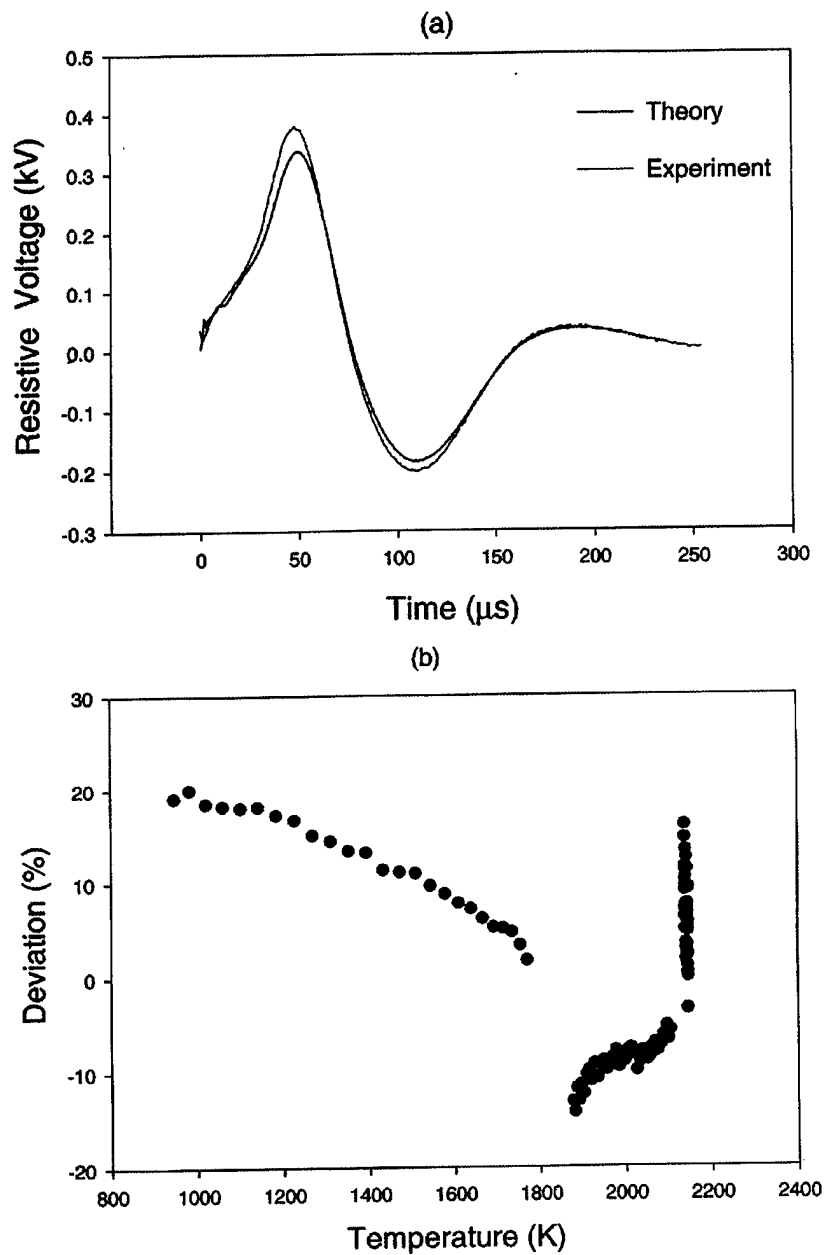 (a)
0.5
0.4
0.3
0.2
0.1
0.0
-0.1
-0.2
-0.3
Resistive Voltage (kV)
Theory
Experiment
0 50 100 150 200 250 300
Time (μs)
(b)
30
20
10
0
-10
-20
Deviation (%)
800 1000 1200 1400 1600 1800 2000 2200 2400
Temperature (K)